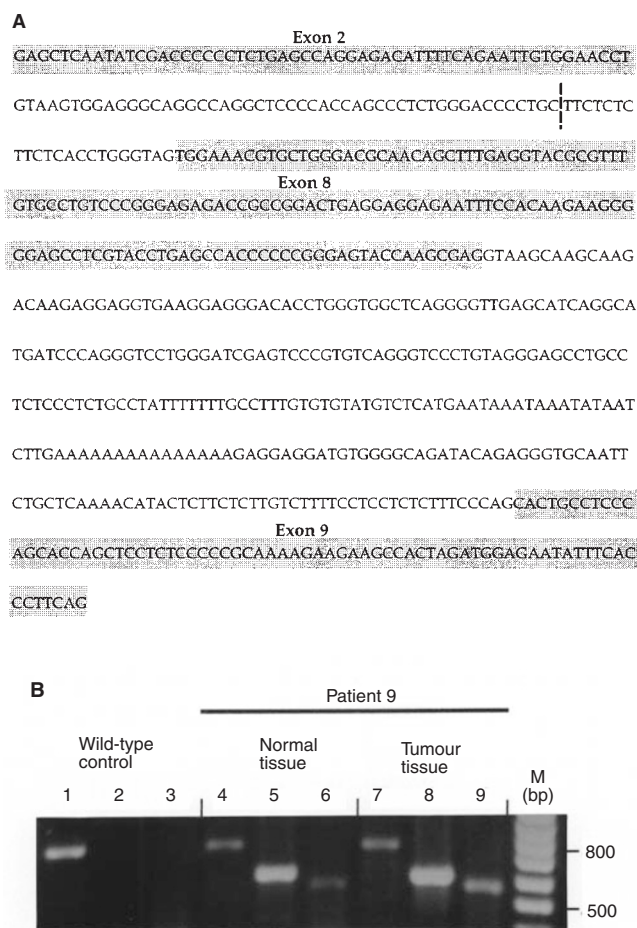 A
Exon 2
GAGCTCAATATCGACCCCCCCTCTGAGCCAGGAGACATTTTCAGAATTGTGGAACCT
GTAAGTGGAGGGCAGGCCAGGCTCCCCACCAGCCCTCTGGGACCCCTGCTTCTCTC
TTCTCACCTGGGTAGTGGAAACGTGCTGGGACGCAACAGCTTTGAGGTACGCGTTT
Exon 8
GTGCCTGTCCCGGGAGAGACCGCCGGACTGAGGAGGAGAATTTCCACAAGAAGCG
GGAGCCTCGTACCTGAGCCACCCCCCGGGAGTACCAAGCGAGGTAAGCAAGCAAG
ACAAGAGGAGGTGAAGGAGGGACACCTGGGTGGCTCAGGGGTTGAGCATCAGGCA
TGATCCCAGGGTCCTGGGATCGAGTCCCGTGTCAGGGTCCCTGTAGGGAGCCTGCC
TCTCCCTCTGCCTATTTTTTTGCCTTTGTGTGTATGTCTCATGAATAAATAAATATAAT
CTTGAAAAAAAAAAAAAAAAGAGGAGGATGTGGGGCAGATACAGAGGGTGCAATT
CTGCTCAAAACATACTCTTCTCTTGTCTTTTCCTCCTCTCTTTCCCAGCACTGCCTCCC
Exon 9
AGCACCAGCTCCTCTCCCCCGCAAAAGAAGAAGCCACTAGATGGAGAATATTTCAC
CCTTCAG
B
Patient 9
Wild-type control
Normal tissue
Tumour tissue
M (bp)
1 2 3 4 5 6 7 8 9
800
500